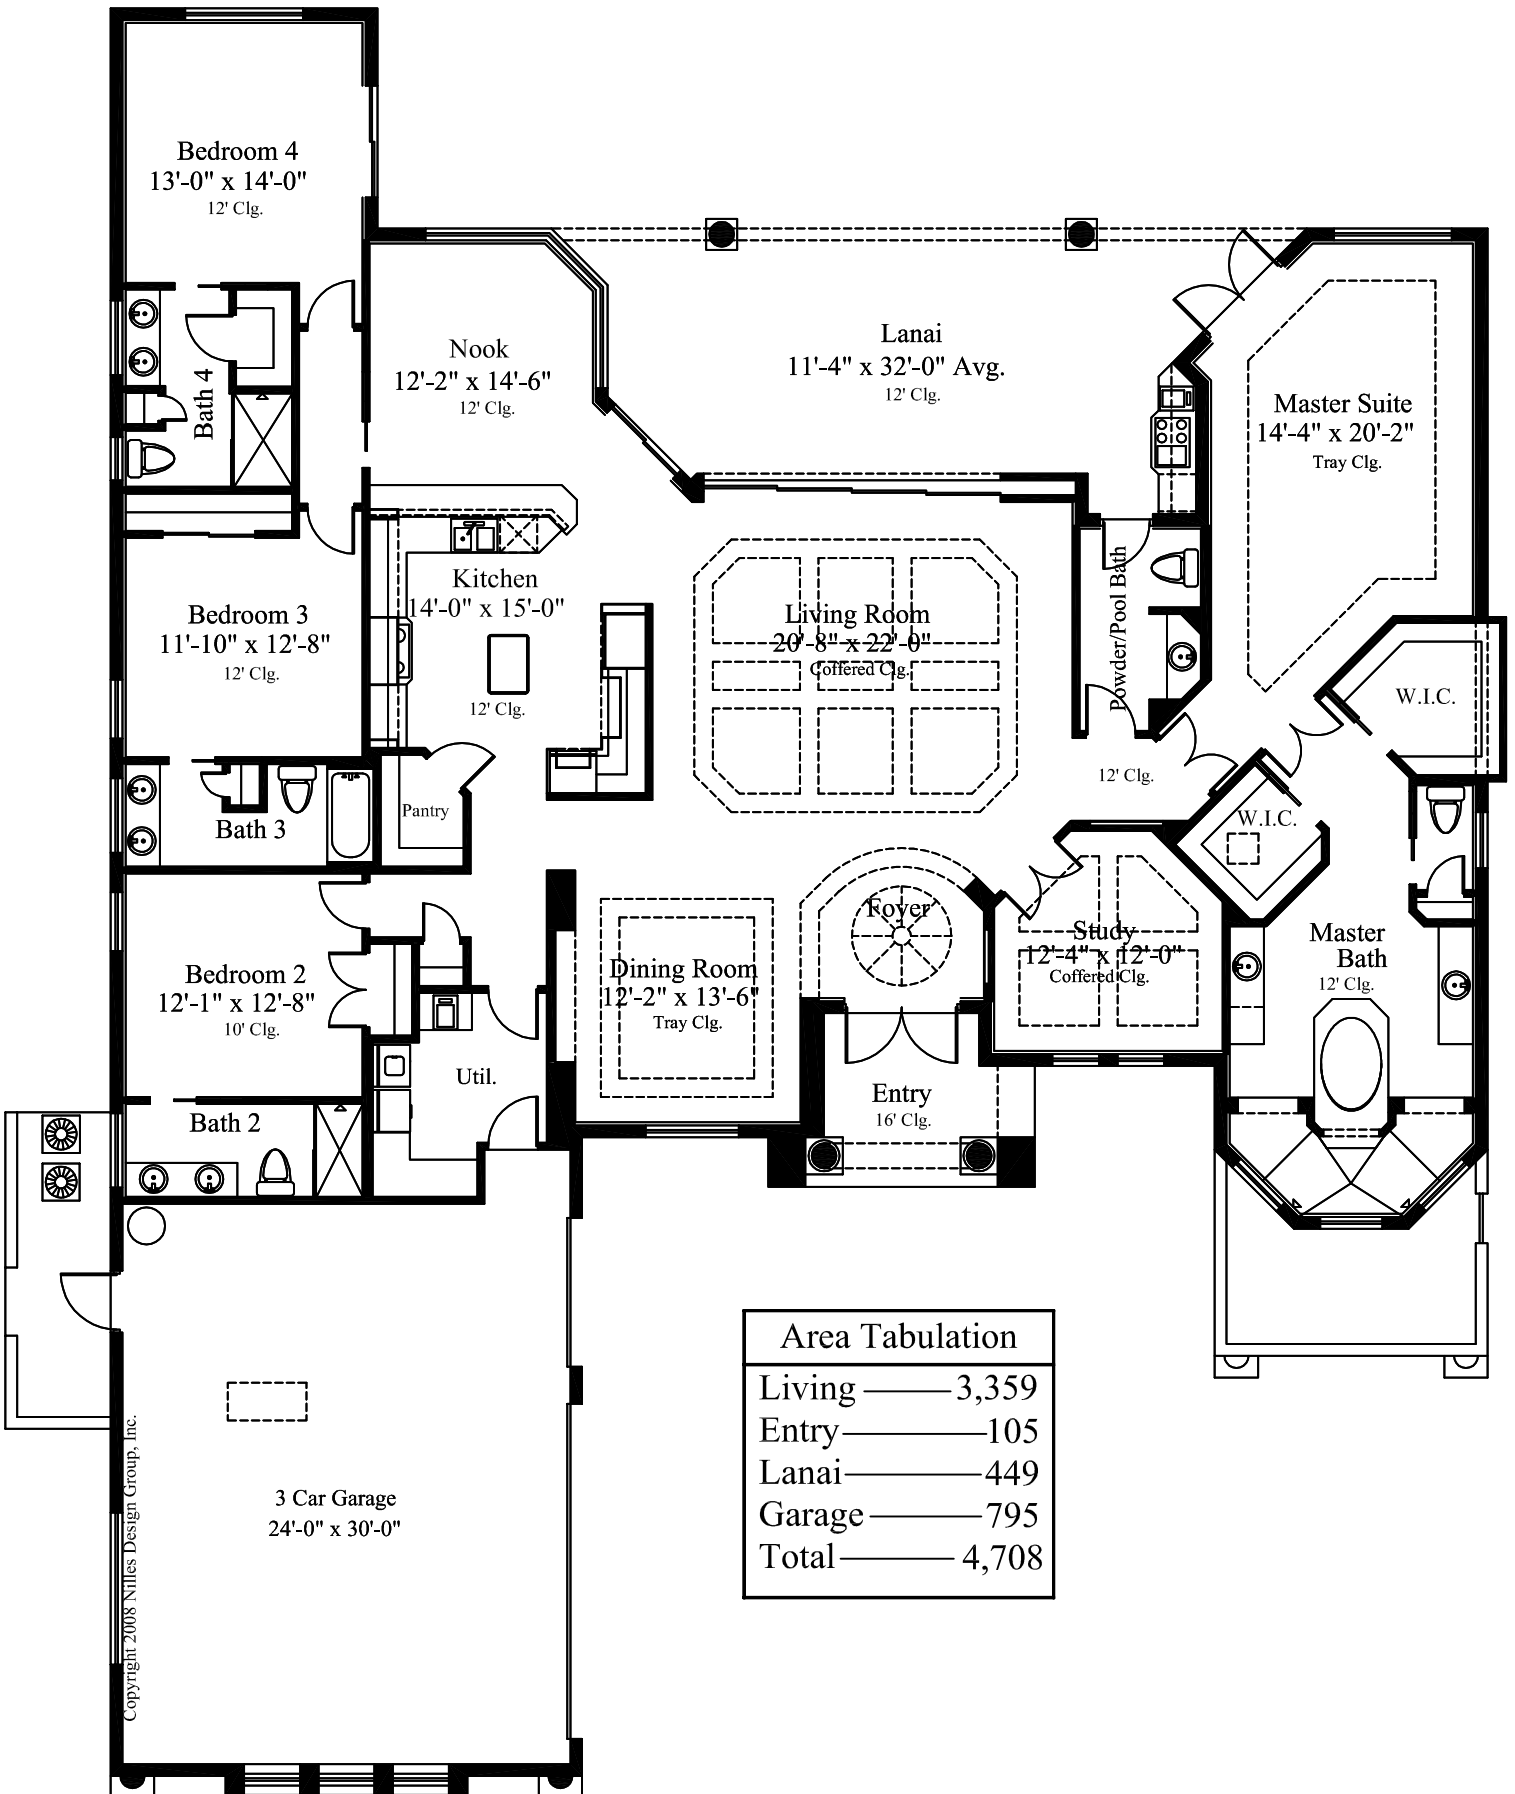 Bedroom 4
13'-0" x 14'-0"
12' Clg.
Nook
12'-2" x 14'-6"
12' Clg.
Lanai
11'-4" x 32'-0" Avg.
12' Clg.
Master Suite
14'-4" x 20'-2"
Tray Clg.
Bath 4
Kitchen
14'-0" x 15'-0"
12' Clg.
Bedroom 3
11'-10" x 12'-8"
12' Clg.
Living Room
20'-8" x 22'-0"
Coffered Clg.
Powder/Pool Bath
W.I.C.
12' Clg.
W.I.C.
Pantry
Bath 3
Foyer
Study
12'-4" x 12'-0"
Coffered Clg.
Master
Bath
12' Clg.
Bedroom 2
12'-1" x 12'-8"
10' Clg.
Dining Room
12'-2" x 13'-6"
Tray Clg.
Util.
Entry
16' Clg.
Bath 2
Area Tabulation
Living 3,359
Entry 105
Lanai 449
Garage 795
Total 4,708
3 Car Garage
24'-0" x 30'-0"
Copyright 2008 Nilles Design Group, Inc.